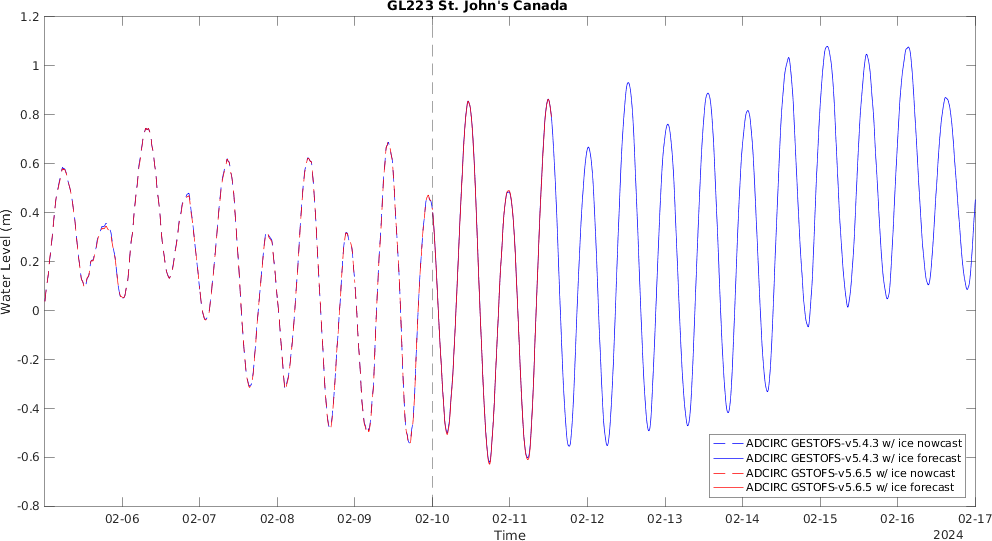 GL223 St. John's Canada
1.2
1
0.8
0.6
0.4
0.2
0
-0.2
-0.4
-0.6
-0.8
Water Level (m)
ADCIRC GESTOFS-v5.4.3 w/ ice nowcast
ADCIRC GESTOFS-v5.4.3 w/ ice forecast
ADCIRC GSTOFS-v5.6.5 w/ ice nowcast
ADCIRC GSTOFS-v5.6.5 w/ ice forecast
02-06 02-07 02-08 02-09 02-10 02-11 02-12 02-13 02-14 02-15 02-16 02-17
Time
2024